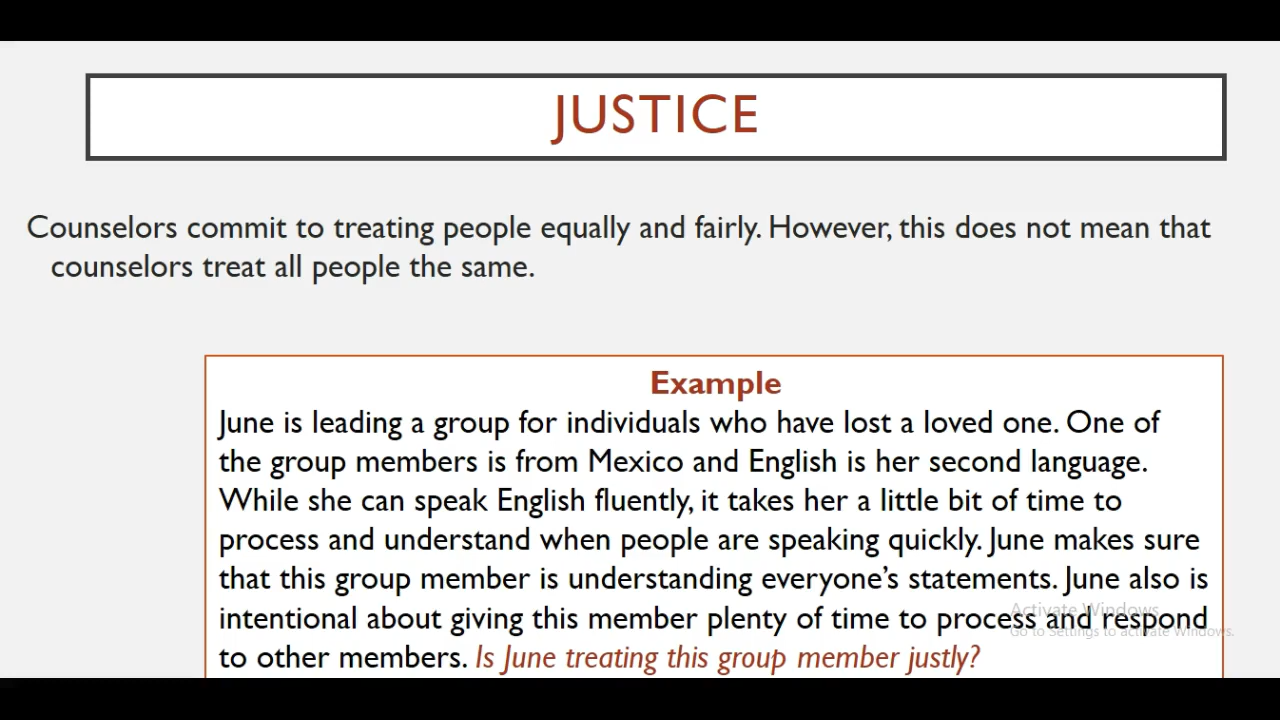 JUSTICE
Counselors commit to treating people equally and fairly. However, this does not mean that
counselors treat all people the same.
Example
June is leading a group for individuals who have lost a loved one. One of
the group members is from Mexico and English is her second language.
While she can speak English fluently, it takes her a little bit of time to
process and understand when people are speaking quickly. June makes sure
that this group member is understanding everyone’s statements. June also is
intentional about giving this member plenty of time to process and respond
to other members. Is June treating this group member justly?
Activate Windows
Go to Settings to activate Windows.